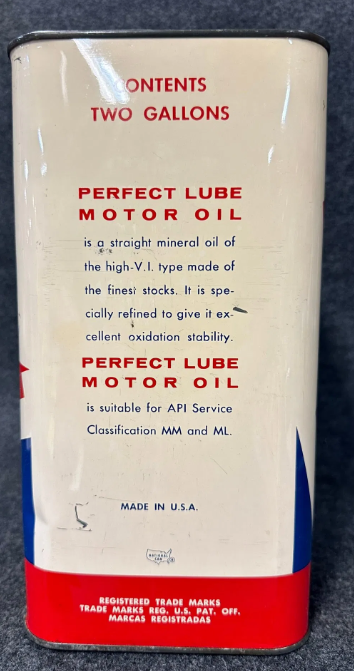 CONTENTS
TWO GALLONS
PERFECT LUBE
MOTOR OIL
is a straight mineral oil of
the high-V.I. type made of
the finest stocks. It is spe-
cially refined to give it ex-
cellent oxidation stability.
PERFECT LUBE
MOTOR OIL
is suitable for API Service
Classification MM and ML.
MADE IN U.S.A.
NATIONAL
CAN
REGISTERED TRADE MARKS
TRADE MARKS REG. U.S. PAT. OFF.
MARCAS REGISTRADAS